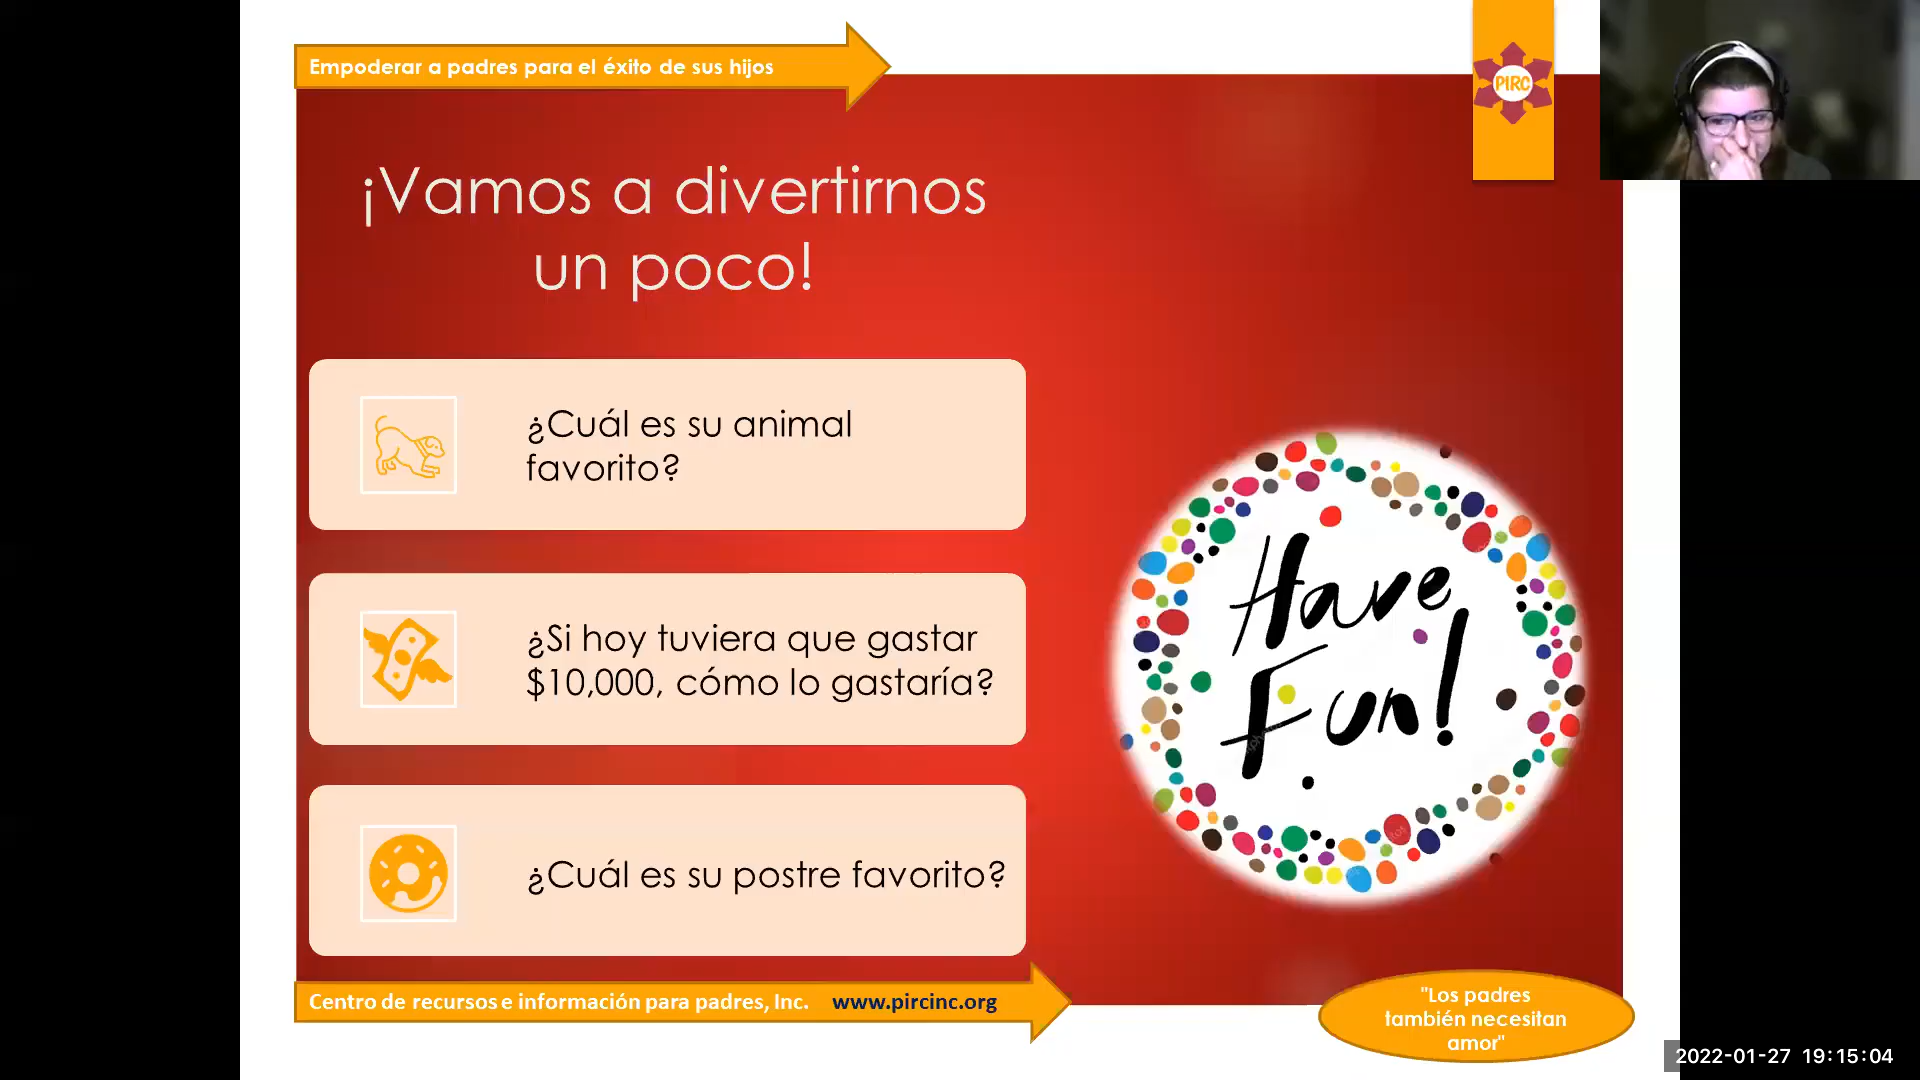 Empoderar a padres para el éxito de sus hijos
PIRC
¡Vamos a divertirnos
un poco!
¿Cuál es su animal
favorito?
¿Si hoy tuviera que gastar
$10,000, cómo lo gastaría?
¿Cuál es su postre favorito?
Have
Fun!
Centro de recursos e información para padres, Inc. www.pircinc.org
"Los padres
también necesitan
amor"
2022-01-27 19:15:04